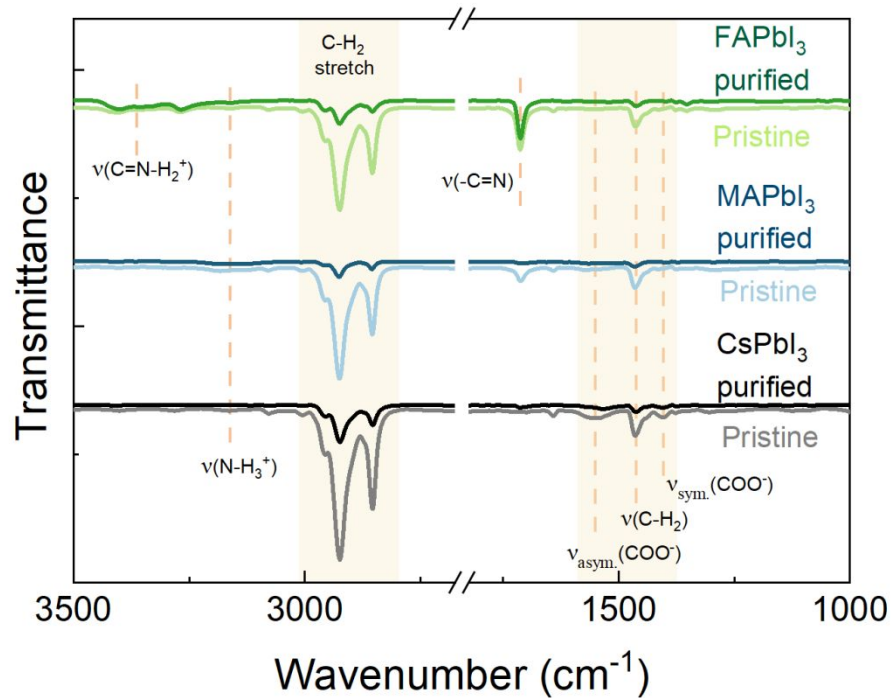 C-H₂
stretch
FAPbI₃
purified
Pristine
ν(C=N-H₂⁺)
ν(-C=N)
MAPbI₃
purified
Pristine
CsPbI₃
purified
Pristine
ν(N-H₃⁺)
νsym.(COO⁻)
ν(C-H₂)
νasym.(COO⁻)
Transmittance
3500
3000
1500
1000
Wavenumber (cm⁻¹)